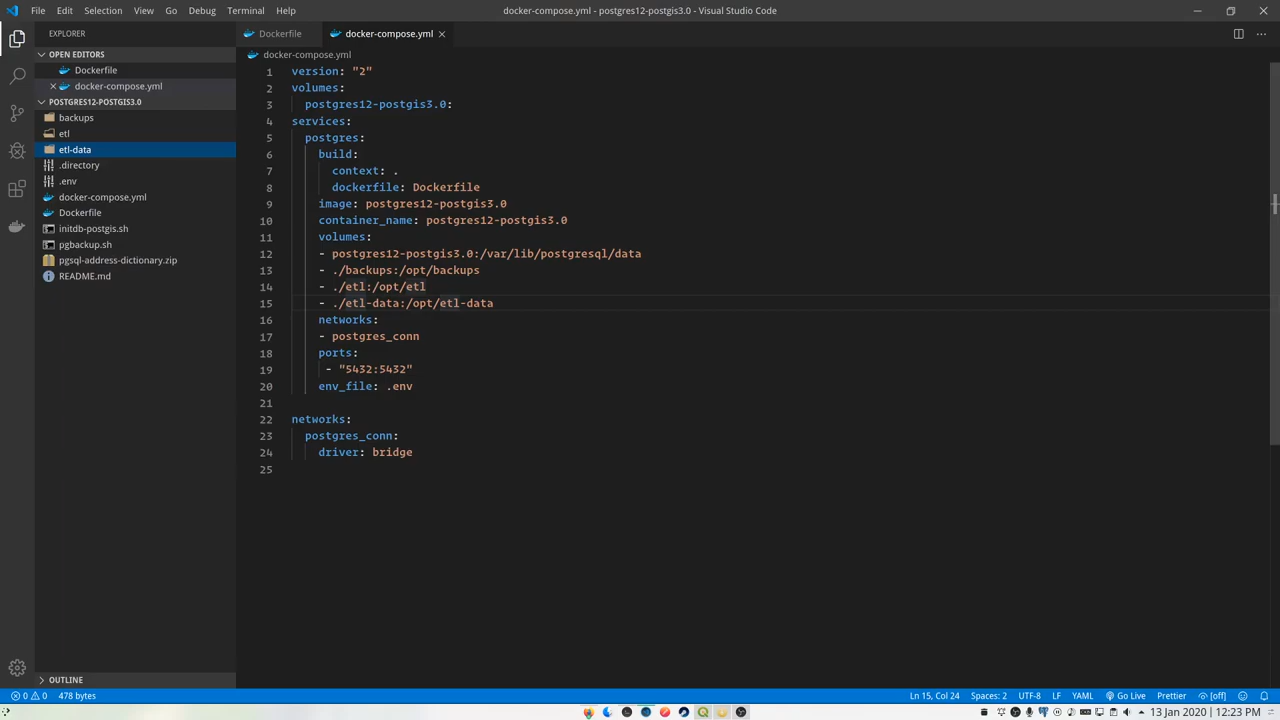 File Edit Selection View Go Debug Terminal Help
docker-compose.yml - postgres12-postgis3.0 - Visual Studio Code
EXPLORER
OPEN EDITORS
Dockerfile
docker-compose.yml
POSTGRES12-POSTGIS3.0
backups
etl
etl-data
.directory
.env
docker-compose.yml
Dockerfile
initdb-postgis.sh
pgbackup.sh
pgsql-address-dictionary.zip
README.md
OUTLINE
Dockerfile docker-compose.yml
docker-compose.yml
1 version: "2"
2 volumes:
3 postgres12-postgis3.0:
4 services:
5 postgres:
6 build:
7 context: .
8 dockerfile: Dockerfile
9 image: postgres12-postgis3.0
10 container_name: postgres12-postgis3.0
11 volumes:
12 - postgres12-postgis3.0:/var/lib/postgresql/data
13 - ./backups:/opt/backups
14 - ./etl:/opt/etl
15 - ./etl-data:/opt/etl-data
16 networks:
17 - postgres_conn
18 ports:
19 - "5432:5432"
20 env_file: .env
21
22 networks:
23 postgres_conn:
24 driver: bridge
25
0 0 478 bytes
Ln 15, Col 24 Spaces: 2 UTF-8 LF YAML Go Live Prettier [off]
13 Jan 2020 | 12:23 PM